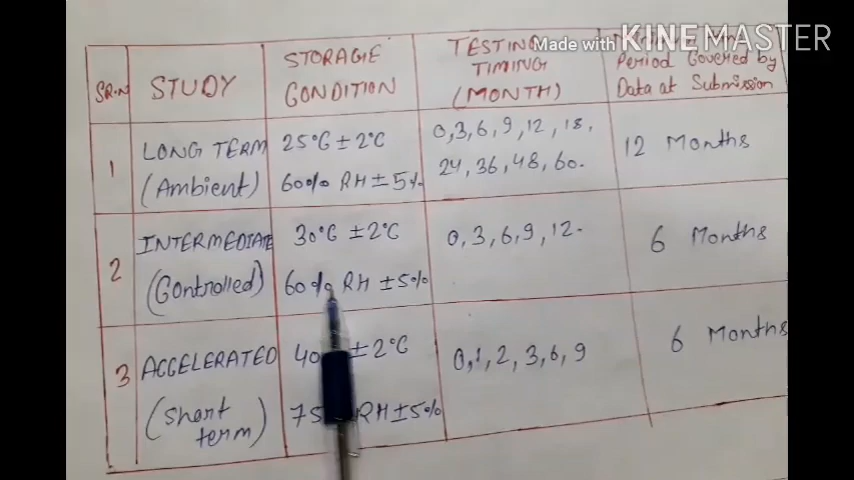 Made with KINEMASTER
SR.N
STUDY
STORAGE
CONDITION
TESTING
TIMING
(MONTH)
Period Covered by
Data at Submission
1
LONG TERM
(Ambient)
25°C ± 2°C
60% RH ± 5%
0, 3, 6, 9, 12, 18,
24, 36, 48, 60.
12 Months
2
INTERMEDIATE
(Controlled)
30°C ± 2°C
60% RH ± 5%
0, 3, 6, 9, 12.
6 Months
3
ACCELERATED
(Short
term)
40 ± 2°C
75 RH ± 5%
0, 1, 2, 3, 6, 9
6 Months